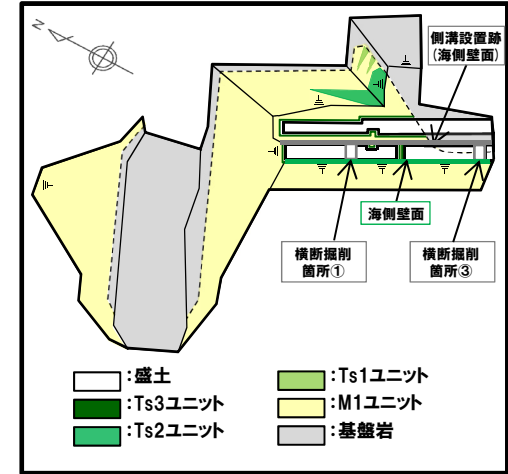 N
側溝設置跡
(海側壁面)
海側壁面
横断掘削
箇所①
横断掘削
箇所③
:盛土
:Ts3ユニット
:Ts2ユニット
:Ts1ユニット
:M1ユニット
:基盤岩